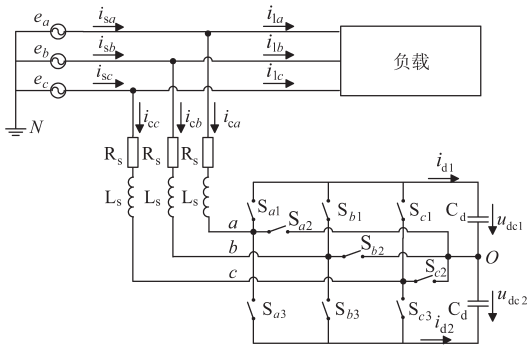 e_a i_sa i_la
e_b i_sb i_lb 负载
e_c i_sc i_lc
N i_cc i_cb i_ca
R_s R_s R_s
i_d1
L_s L_s L_s S_a1 S_b1 S_c1 C_d u_dc1
a S_a2
b S_b2 O
c S_c2
S_a3 S_b3 S_c3 C_d u_dc2
i_d2